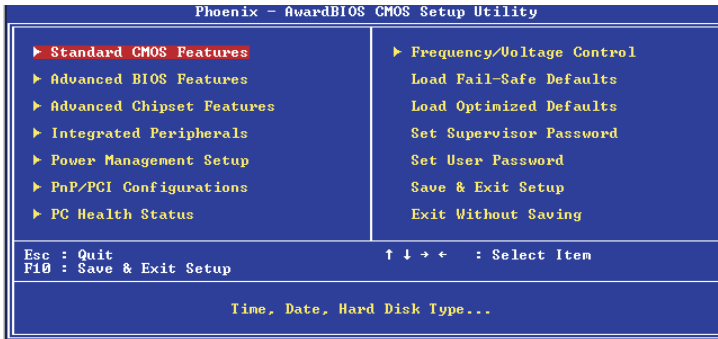 Phoenix - AwardBIOS CMOS Setup Utility
▶ Standard CMOS Features
▶ Advanced BIOS Features
▶ Advanced Chipset Features
▶ Integrated Peripherals
▶ Power Management Setup
▶ PnP/PCI Configurations
▶ PC Health Status
▶ Frequency/Voltage Control
Load Fail-Safe Defaults
Load Optimized Defaults
Set Supervisor Password
Set User Password
Save & Exit Setup
Exit Without Saving
Esc : Quit
F10 : Save & Exit Setup
↑ ↓ → ← : Select Item
Time, Date, Hard Disk Type...